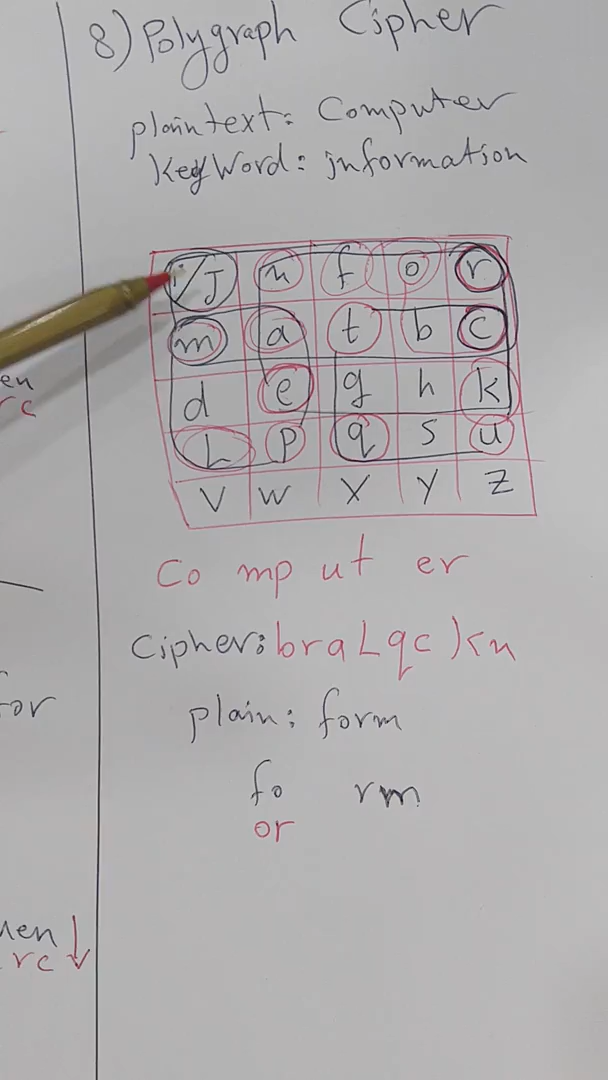 8) Polygraph Cipher
plaintext: Computer
keyWord: information
i/J n f o r
m a t b c
d e g h k
L p q s u
V W X Y Z
Co mp ut er
Cipher: braLqc kn
plain: form
fo rm
or
en
rc
for
hen ↓
rc